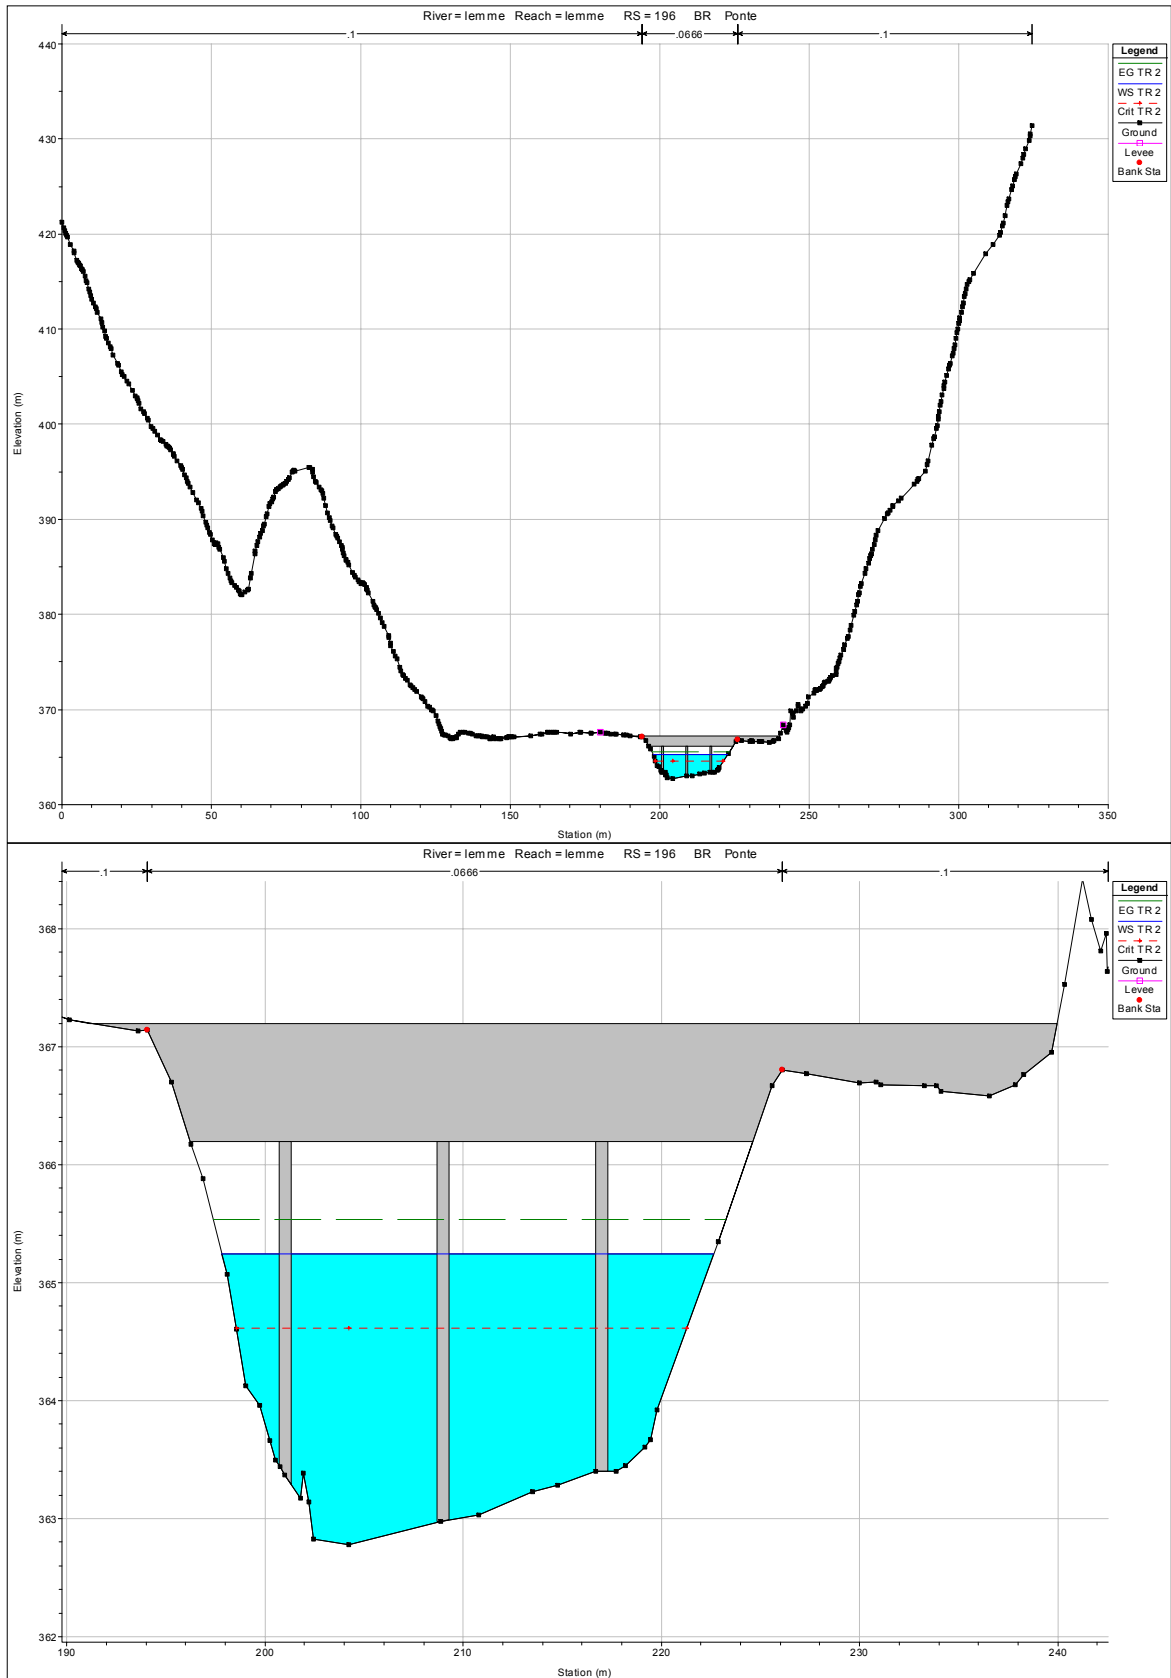 River = lemme Reach = lemme RS = 196 BR Ponte
.1 .0666 .1
440
430
420
410
400
390
380
370
360
Elevation (m)
0 50 100 150 200 250 300 350
Station (m)
Legend
EG TR 2
WS TR 2
Crit TR 2
Ground
Levee
Bank Sta
River = lemme Reach = lemme RS = 196 BR Ponte
.1 .0666 .1
368
367
366
365
364
363
362
Elevation (m)
190 200 210 220 230 240
Station (m)
Legend
EG TR 2
WS TR 2
Crit TR 2
Ground
Levee
Bank Sta